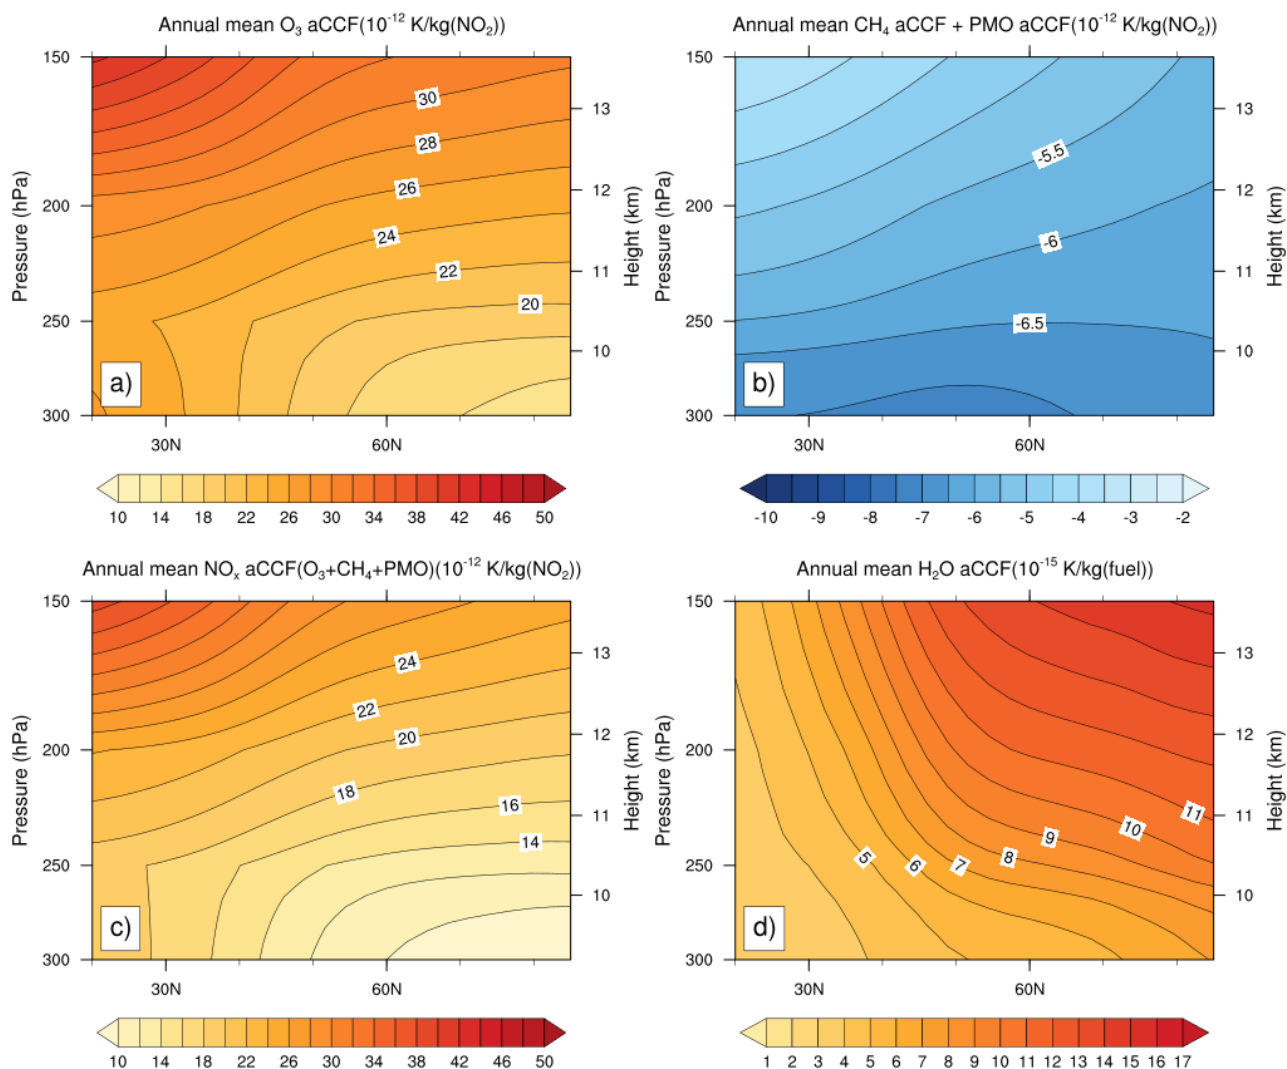 Annual mean O₃ aCCF(10⁻¹² K/kg(NO₂))
150
200
250
300
Pressure (hPa)
30
28
26
24
22
20
13
12
11
10
Height (km)
a)
30N 60N
10 14 18 22 26 30 34 38 42 46 50
Annual mean CH₄ aCCF + PMO aCCF(10⁻¹² K/kg(NO₂))
150
200
250
300
Pressure (hPa)
-5.5
-6
-6.5
13
12
11
10
Height (km)
b)
30N 60N
-10 -9 -8 -7 -6 -5 -4 -3 -2
Annual mean NOₓ aCCF(O₃+CH₄+PMO)(10⁻¹² K/kg(NO₂))
150
200
250
300
Pressure (hPa)
24
22
20
18
16
14
13
12
11
10
Height (km)
c)
30N 60N
10 14 18 22 26 30 34 38 42 46 50
Annual mean H₂O aCCF(10⁻¹⁵ K/kg(fuel))
150
200
250
300
Pressure (hPa)
5 6 7 8 9 10 11
13
12
11
10
Height (km)
d)
30N 60N
1 2 3 4 5 6 7 8 9 10 11 12 13 14 15 16 17